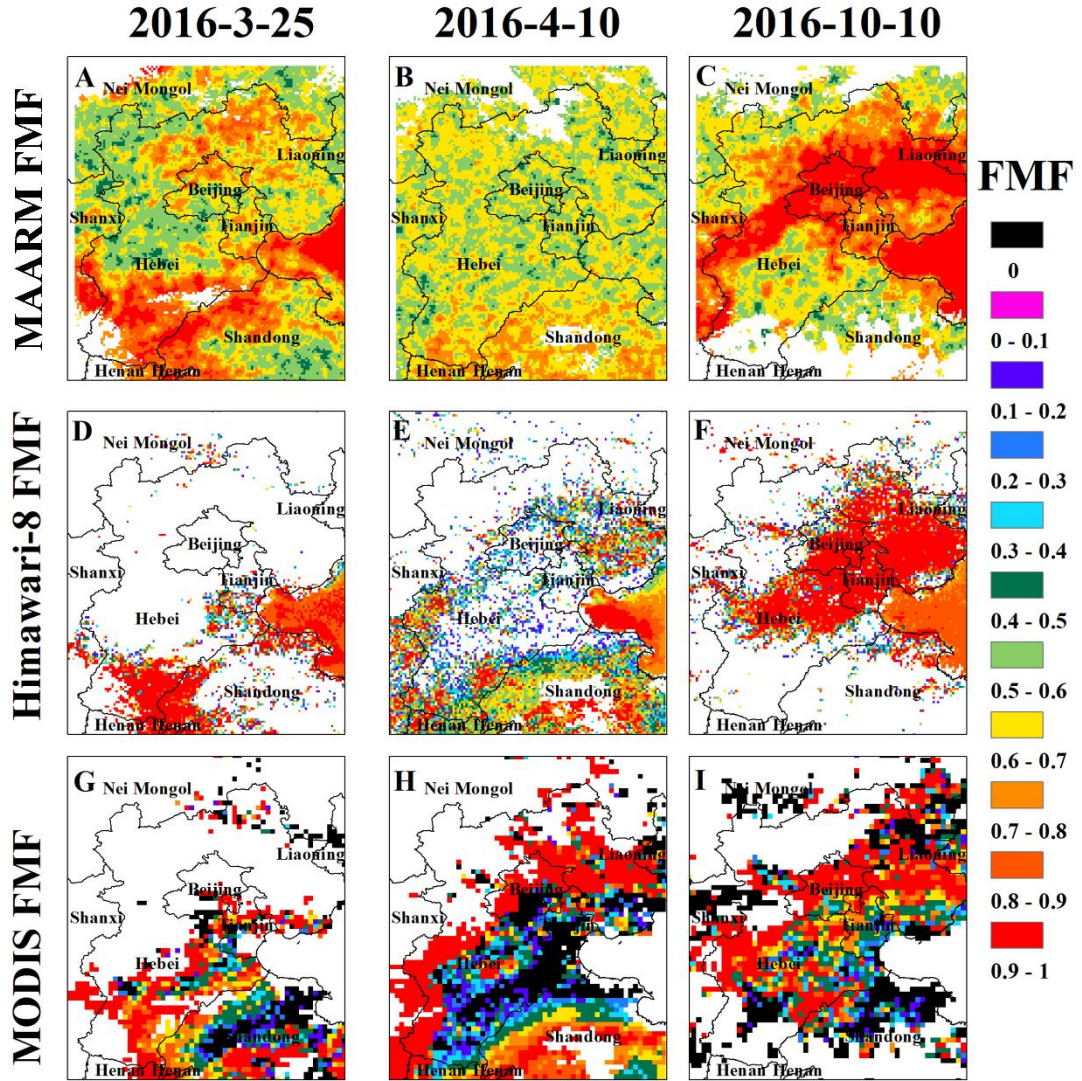 2016-3-25
2016-4-10
2016-10-10
MAARM FMF
A
Nei Mongol
Liaoning
Beijing
Shanxi
Tianjin
Hebei
Shandong
Henan Henan
B
Nei Mongol
Liaoning
Beijing
Shanxi
Tianjin
Hebei
Shandong
Henan Henan
C
Nei Mongol
Liaoning
Beijing
Shanxi
Tianjin
Hebei
Shandong
Henan Henan
Himawari-8 FMF
D
Nei Mongol
Liaoning
Beijing
Shanxi
Tianjin
Hebei
Shandong
Henan Henan
E
Nei Mongol
Liaoning
Beijing
Shanxi
Tianjin
Hebei
Shandong
Henan Henan
F
Nei Mongol
Liaoning
Beijing
Shanxi
Tianjin
Hebei
Shandong
Henan Henan
MODIS FMF
G
Nei Mongol
Liaoning
Beijing
Shanxi
Tianjin
Hebei
Shandong
Henan Henan
H
Nei Mongol
Liaoning
Beijing
Shanxi
Tianjin
Hebei
Shandong
Henan Henan
I
Nei Mongol
Liaoning
Beijing
Shanxi
Tianjin
Hebei
Shandong
Henan Henan
FMF
0
0 - 0.1
0.1 - 0.2
0.2 - 0.3
0.3 - 0.4
0.4 - 0.5
0.5 - 0.6
0.6 - 0.7
0.7 - 0.8
0.8 - 0.9
0.9 - 1